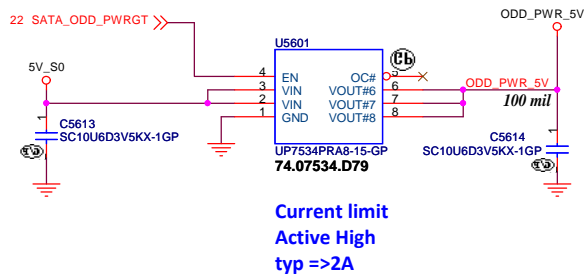 22 SATA_ODD_PWRGT
ODD_PWR_5V
5V_S0
U5601
4 EN OC# 5
3 VIN VOUT#6 6
2 VIN VOUT#7 7
1 GND VOUT#8 8
ODD_PWR_5V
100 mil
UP7534PRA8-15-GP
74.07534.D79
1
C5613
SC10U6D3V5KX-1GP
1
C5614
SC10U6D3V5KX-1GP
Current limit
Active High
typ =>2A